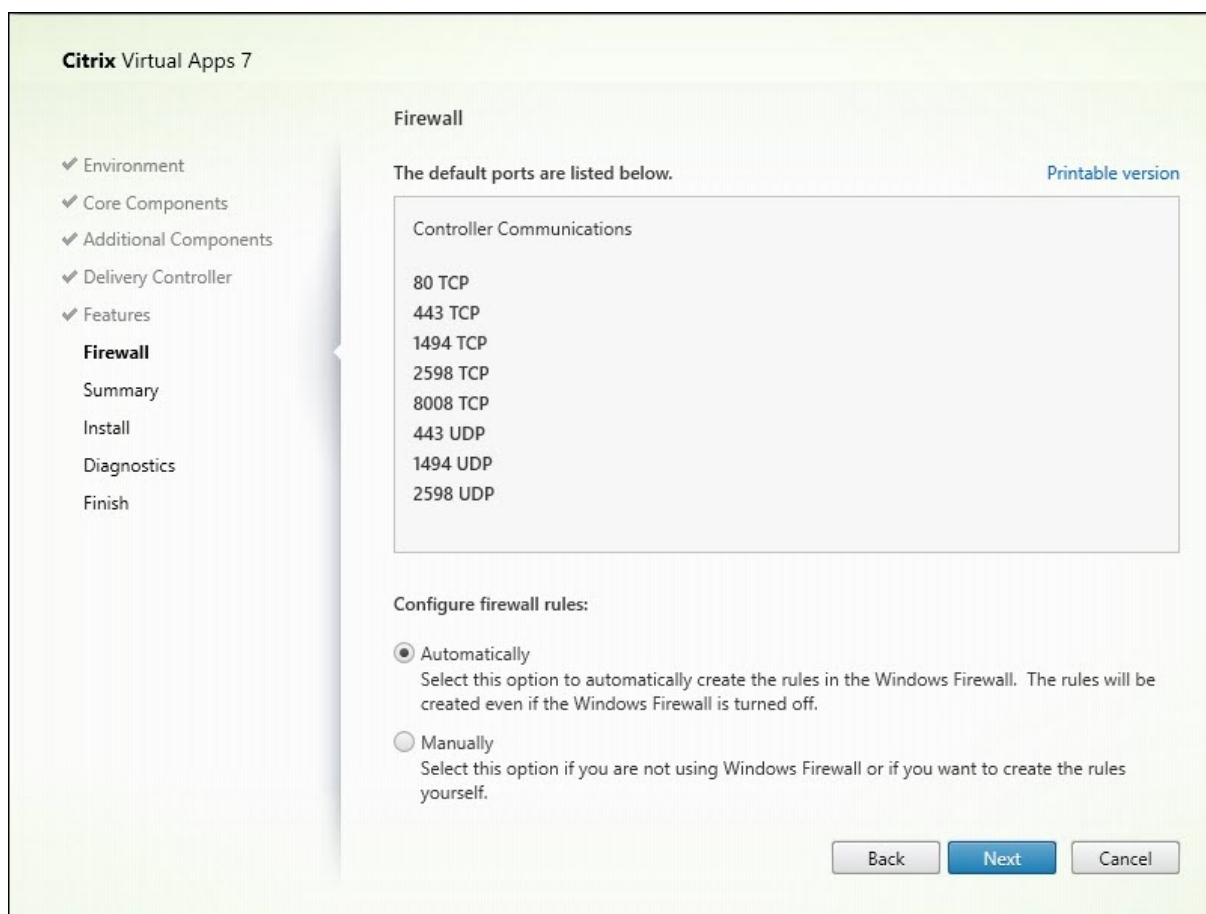 Citrix Virtual Apps 7
Environment
Core Components
Additional Components
Delivery Controller
Features
Firewall
Summary
Install
Diagnostics
Finish
Firewall
The default ports are listed below.
Printable version
Controller Communications
80 TCP
443 TCP
1494 TCP
2598 TCP
8008 TCP
443 UDP
1494 UDP
2598 UDP
Configure firewall rules:
Automatically
Select this option to automatically create the rules in the Windows Firewall. The rules will be
created even if the Windows Firewall is turned off.
Manually
Select this option if you are not using Windows Firewall or if you want to create the rules
yourself.
Back
Next
Cancel